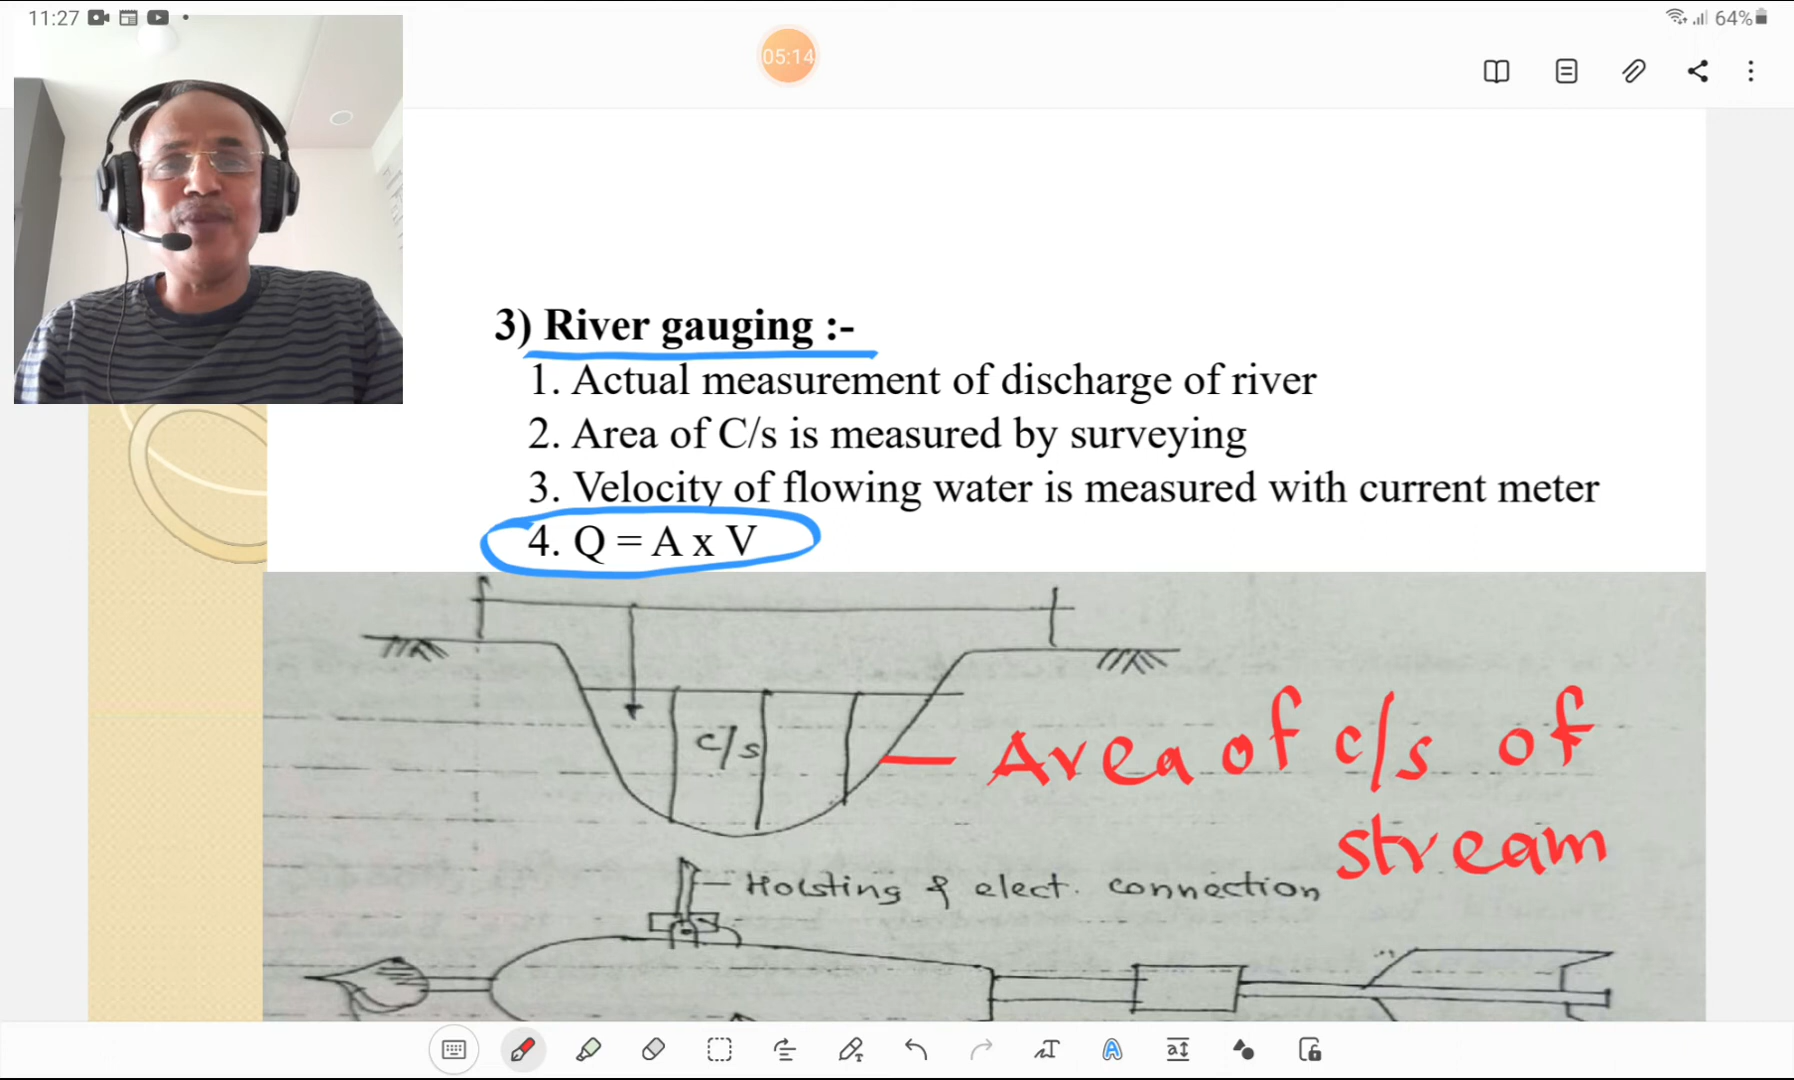 11:27
05:14
64%
3) River gauging :-
1. Actual measurement of discharge of river
2. Area of C/s is measured by surveying
3. Velocity of flowing water is measured with current meter
4. Q = A x V
c/s
Area of c/s of
stream
Hoisting & elect. connection